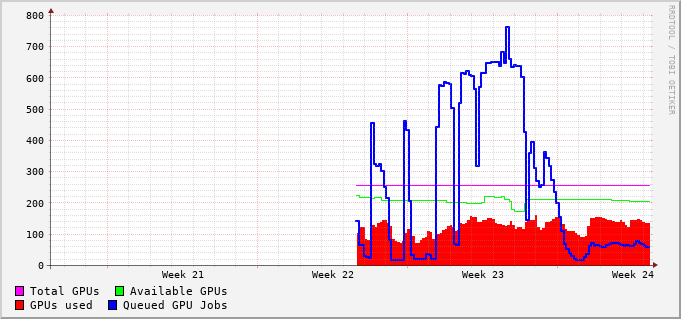 800
700
600
500
400
300
200
100
0
Week 21 Week 22 Week 23 Week 24
Total GPUs Available GPUs
GPUs used Queued GPU Jobs
RRDTOOL / TOBI OETIKER